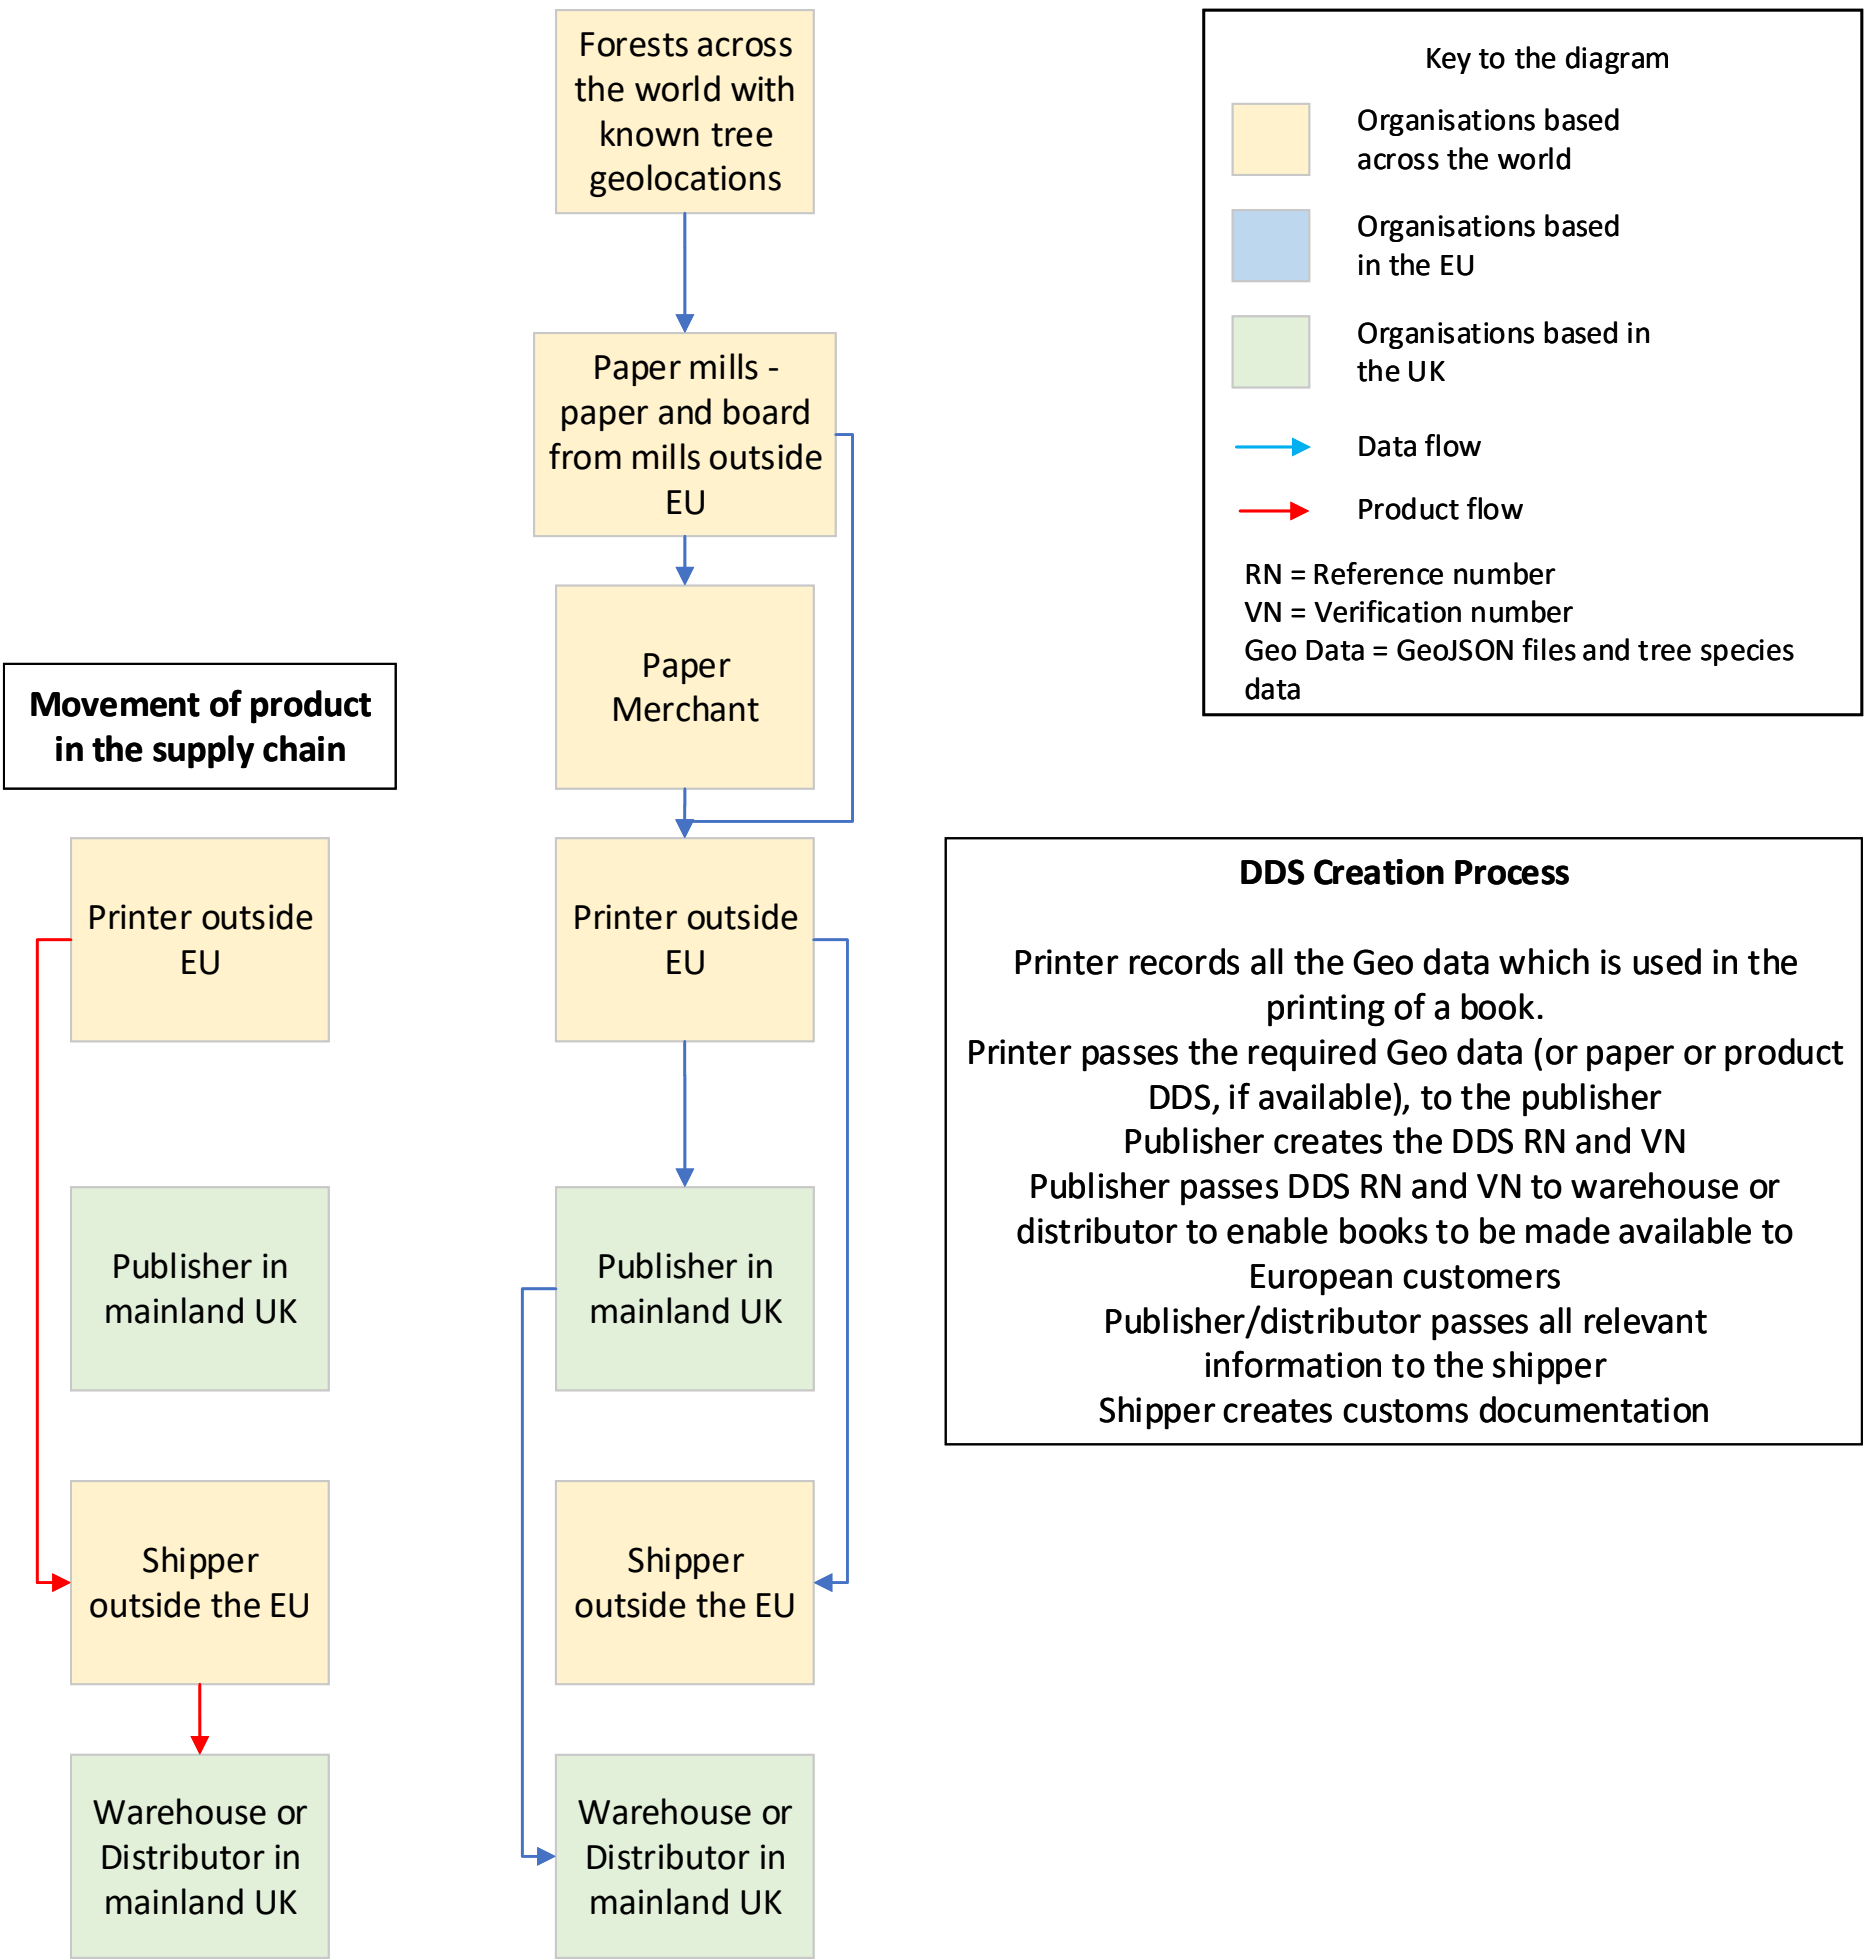 Forests across
the world with
known tree
geolocations
Paper mills -
paper and board
from mills outside
EU
Paper
Merchant
Key to the diagram
Organisations based
across the world
Organisations based
in the EU
Organisations based in
the UK
Data flow
Product flow
RN = Reference number
VN = Verification number
Geo Data = GeoJSON files and tree species
data
Movement of product
in the supply chain
Printer outside
EU
Publisher in
mainland UK
Shipper
outside the EU
Warehouse or
Distributor in
mainland UK
Printer outside
EU
Publisher in
mainland UK
Shipper
outside the EU
Warehouse or
Distributor in
mainland UK
DDS Creation Process
Printer records all the Geo data which is used in the
printing of a book.
Printer passes the required Geo data (or paper or product
DDS, if available), to the publisher
Publisher creates the DDS RN and VN
Publisher passes DDS RN and VN to warehouse or
distributor to enable books to be made available to
European customers
Publisher/distributor passes all relevant
information to the shipper
Shipper creates customs documentation